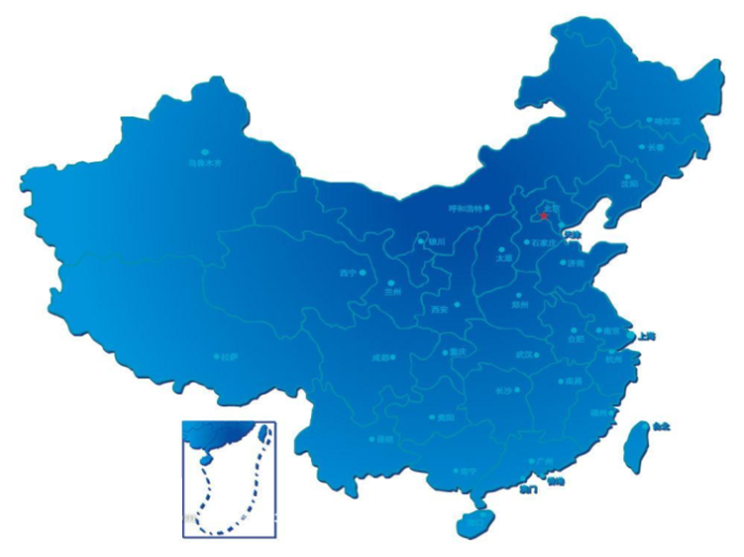 哈尔滨
长春
乌鲁木齐
沈阳
呼和浩特
北京
天津
银川
石家庄
太原
济南
西宁
兰州
西安
郑州
南京
合肥
上海
拉萨
成都
重庆
武汉
杭州
南昌
长沙
福州
贵阳
台北
昆明
南宁
广州
香港
澳门